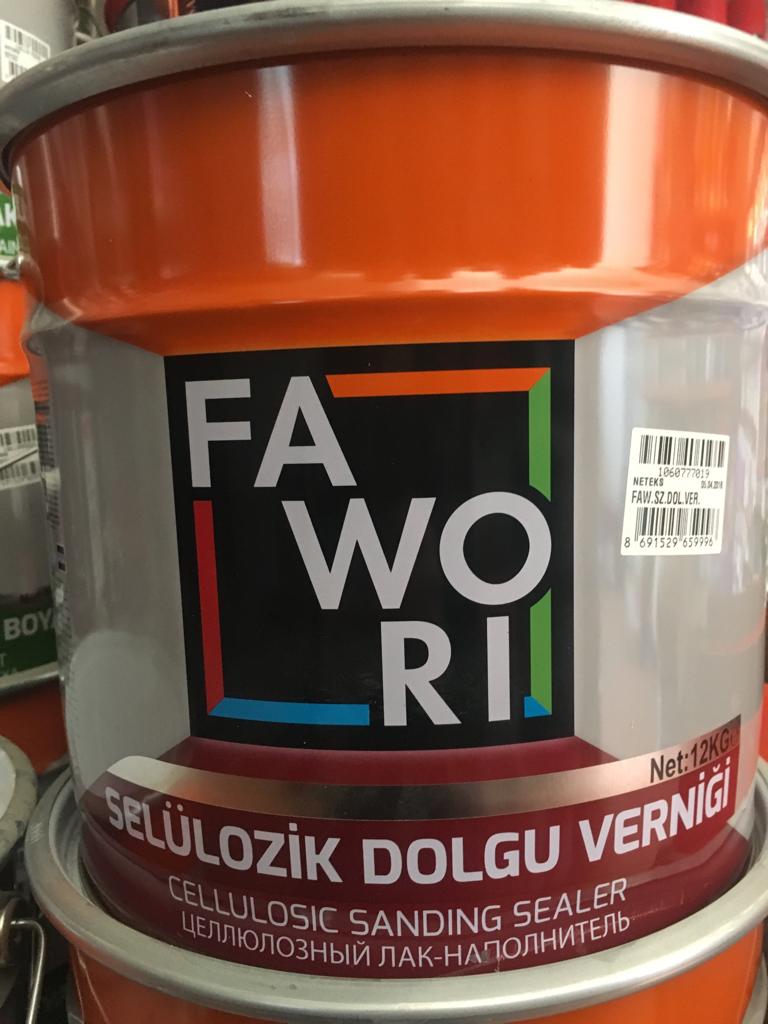 FA
WO
RI
1060777019
NETEKS
FAW.SZ.DOL.VER.
8 691529 659996
BOY
Net:12KG
SELÜLOZİK DOLGU VERNİĞİ
CELLULOSIC SANDING SEALER
ЦЕЛЛЮЛОЗНЫЙ ЛАК-НАПОЛНИТЕЛЬ